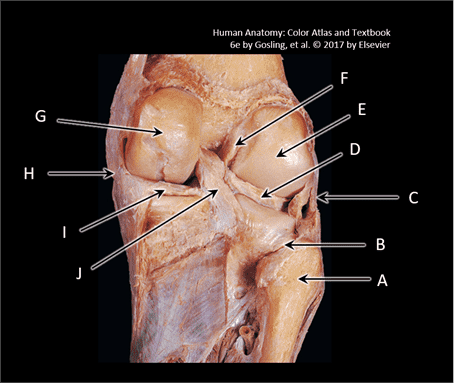 Human Anatomy: Color Atlas and Textbook
6e by Gosling, et al. © 2017 by Elsevier
F
G
E
D
H
C
I
B
J
A